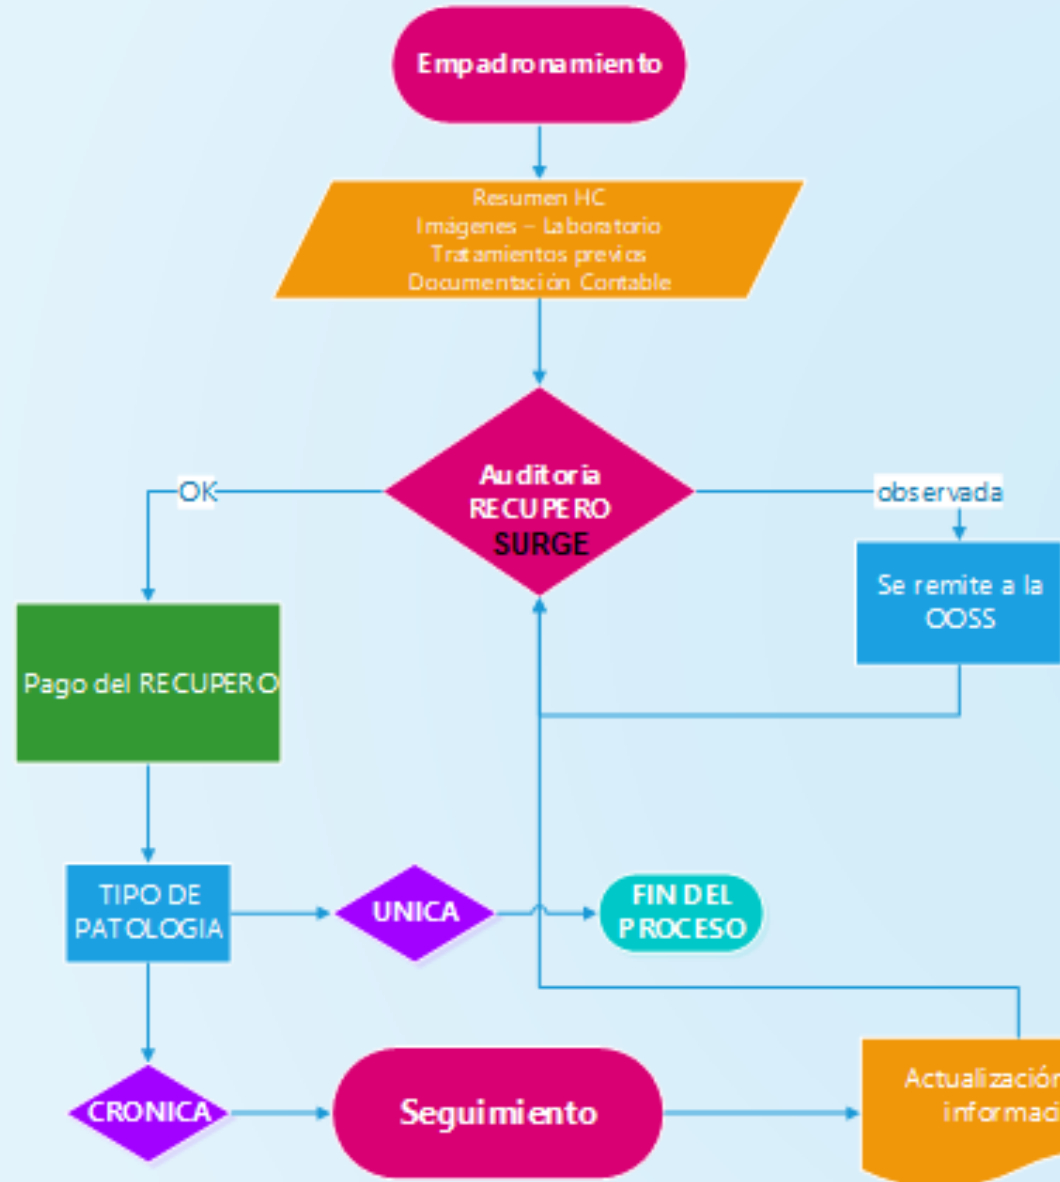 Empadronamiento
Resumen HC
Imágenes – Laboratorio
Tratamientos previos
Documentación Contable
Auditoria
RECUPERO
SURGE
OK
observada
Se remite a la
OOSS
Pago del RECUPERO
TIPO DE
PATOLOGIA
UNICA
FIN DEL
PROCESO
CRONICA
Seguimiento
Actualización